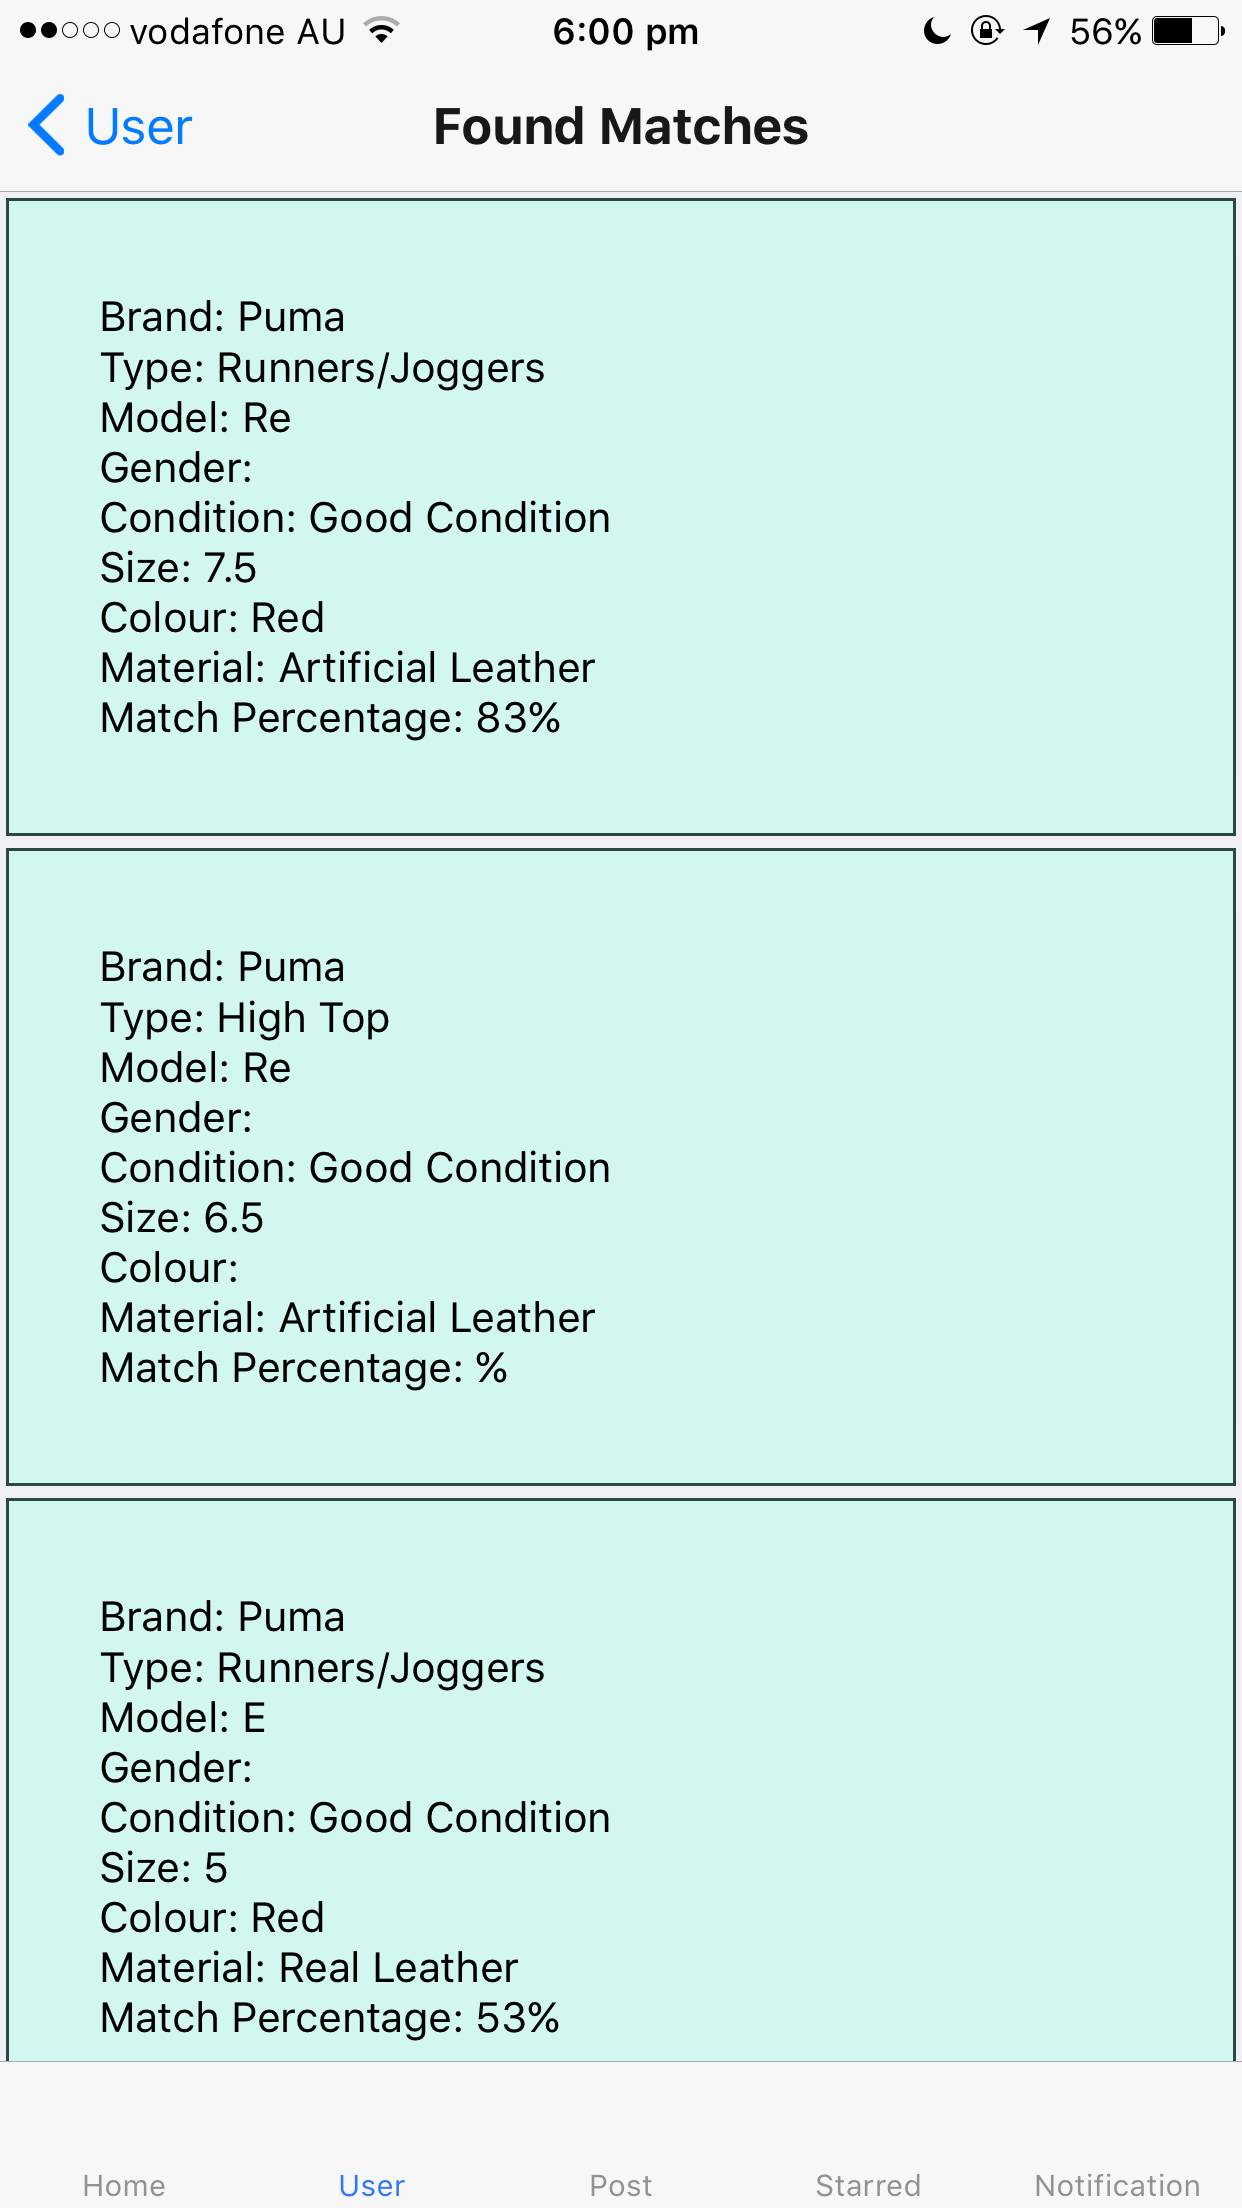 vodafone AU 6:00 pm 56%
User Found Matches
Brand: Puma
Type: Runners/Joggers
Model: Re
Gender:
Condition: Good Condition
Size: 7.5
Colour: Red
Material: Artificial Leather
Match Percentage: 83%
Brand: Puma
Type: High Top
Model: Re
Gender:
Condition: Good Condition
Size: 6.5
Colour:
Material: Artificial Leather
Match Percentage: %
Brand: Puma
Type: Runners/Joggers
Model: E
Gender:
Condition: Good Condition
Size: 5
Colour: Red
Material: Real Leather
Match Percentage: 53%
Home User Post Starred Notification